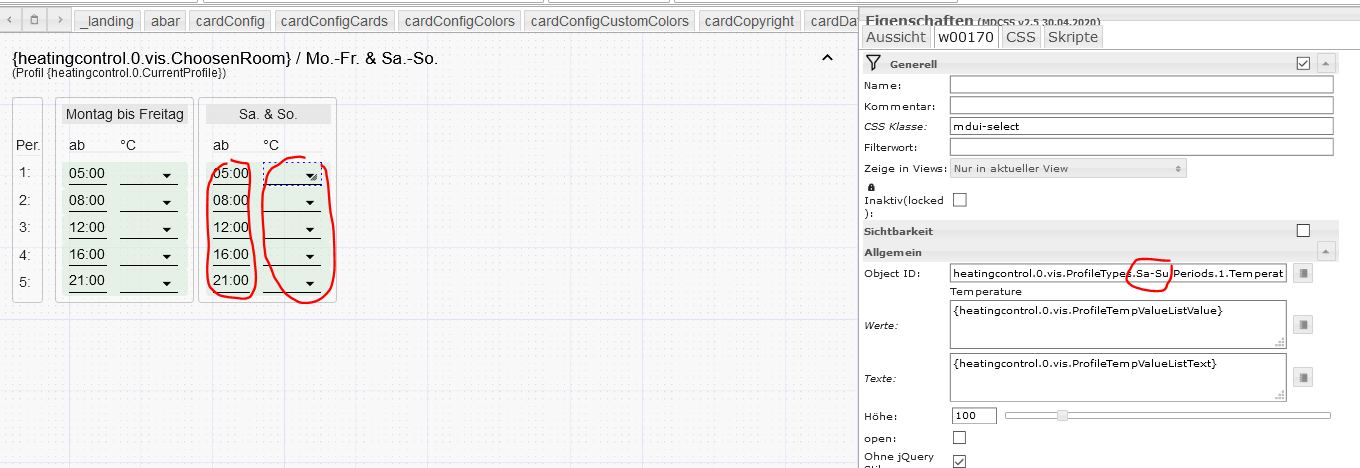 _landing abar cardConfig cardConfigCards cardConfigColors cardConfigCustomColors cardCopyright cardDa
{heatingcontrol.0.vis.ChoosenRoom} / Mo.-Fr. & Sa.-So.
(Profil {heatingcontrol.0.CurrentProfile})
Montag bis Freitag Sa. & So.
Per. ab °C ab °C
1: 05:00 05:00
2: 08:00 08:00
3: 12:00 12:00
4: 16:00 16:00
5: 21:00 21:00
Eigenschaften (MDCSS v2.5 30.04.2020)
Aussicht w00170 CSS Skripte
Generell
Name:
Kommentar:
CSS Klasse: mdui-select
Filterwort:
Zeige in Views: Nur in aktueller View
Inaktiv(locked
):
Sichtbarkeit
Allgemein
Object ID: heatingcontrol.0.vis.ProfileTypes.Sa-Su.Periods.1.Temperat
Temperature
Werte: {heatingcontrol.0.vis.ProfileTempValueListValue}
Texte: {heatingcontrol.0.vis.ProfileTempValueListText}
Höhe: 100
open:
Ohne jQuery